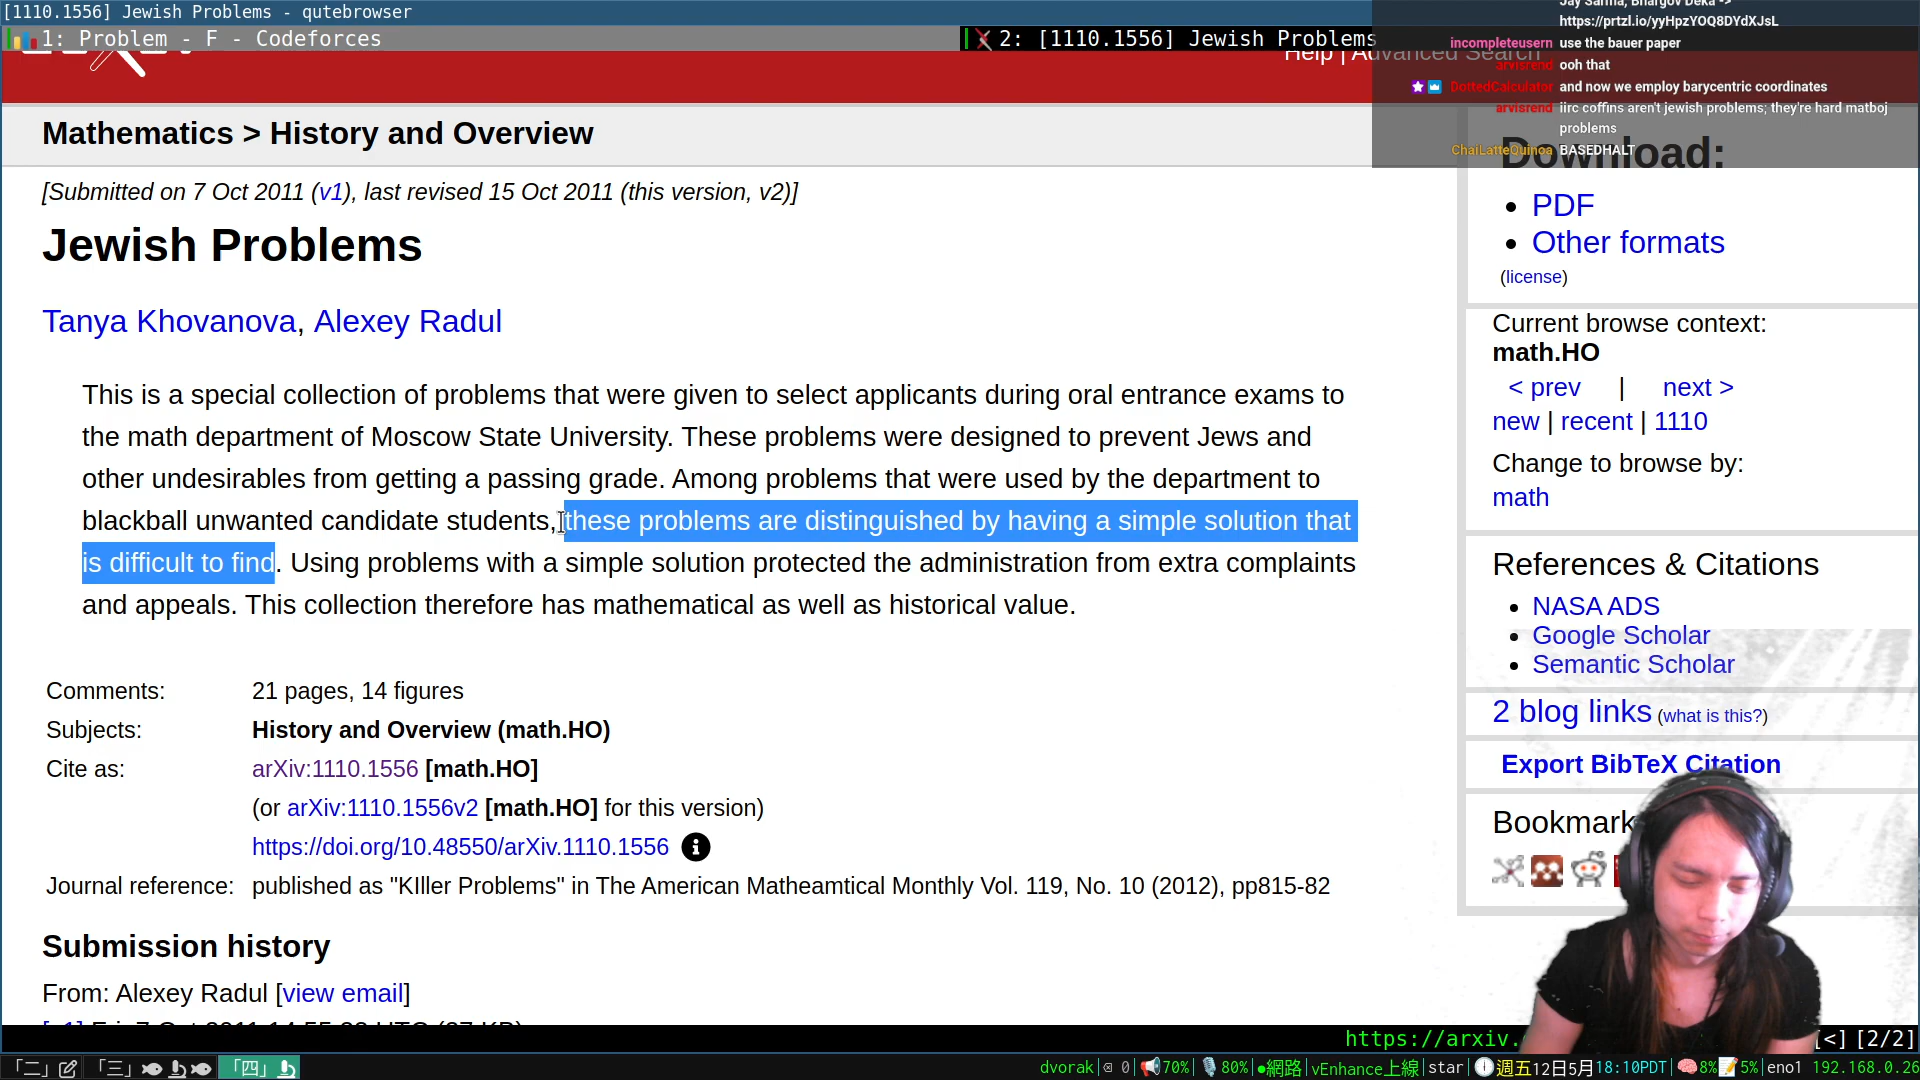 [1110.1556] Jewish Problems - qutebrowser
1: Problem - F - Codeforces
2: [1110.1556] Jewish Problems
Help | Advanced Search
Jay Sarma, Bhargov Deka ->
https://prtzl.io/yyHpzYOQ8DYdXJsL
incompleteusern use the bauer paper
arvisrend ooh that
DottedCalculator and now we employ barycentric coordinates
arvisrend iirc coffins aren't jewish problems; they're hard matboj
problems
ChaiLatteQuinoa BASEDHALT
Mathematics > History and Overview
[Submitted on 7 Oct 2011 (v1), last revised 15 Oct 2011 (this version, v2)]
Jewish Problems
Tanya Khovanova, Alexey Radul
This is a special collection of problems that were given to select applicants during oral entrance exams to
the math department of Moscow State University. These problems were designed to prevent Jews and
other undesirables from getting a passing grade. Among problems that were used by the department to
blackball unwanted candidate students, these problems are distinguished by having a simple solution that
is difficult to find. Using problems with a simple solution protected the administration from extra complaints
and appeals. This collection therefore has mathematical as well as historical value.
Comments: 21 pages, 14 figures
Subjects: History and Overview (math.HO)
Cite as: arXiv:1110.1556 [math.HO]
(or arXiv:1110.1556v2 [math.HO] for this version)
https://doi.org/10.48550/arXiv.1110.1556
Journal reference: published as "KIller Problems" in The American Matheamtical Monthly Vol. 119, No. 10 (2012), pp815-82
Submission history
From: Alexey Radul [view email]
Download:
PDF
Other formats
(license)
Current browse context:
math.HO
< prev | next >
new | recent | 1110
Change to browse by:
math
References & Citations
NASA ADS
Google Scholar
Semantic Scholar
2 blog links (what is this?)
Export BibTeX Citation
Bookmark
https://arxiv.
[<] [2/2]
「二」 「三」 「四」
dvorak 0 70% 80% ●網路 vEnhance上線 star 週五12日5月18:10PDT 8% 5% eno1 192.168.0.26